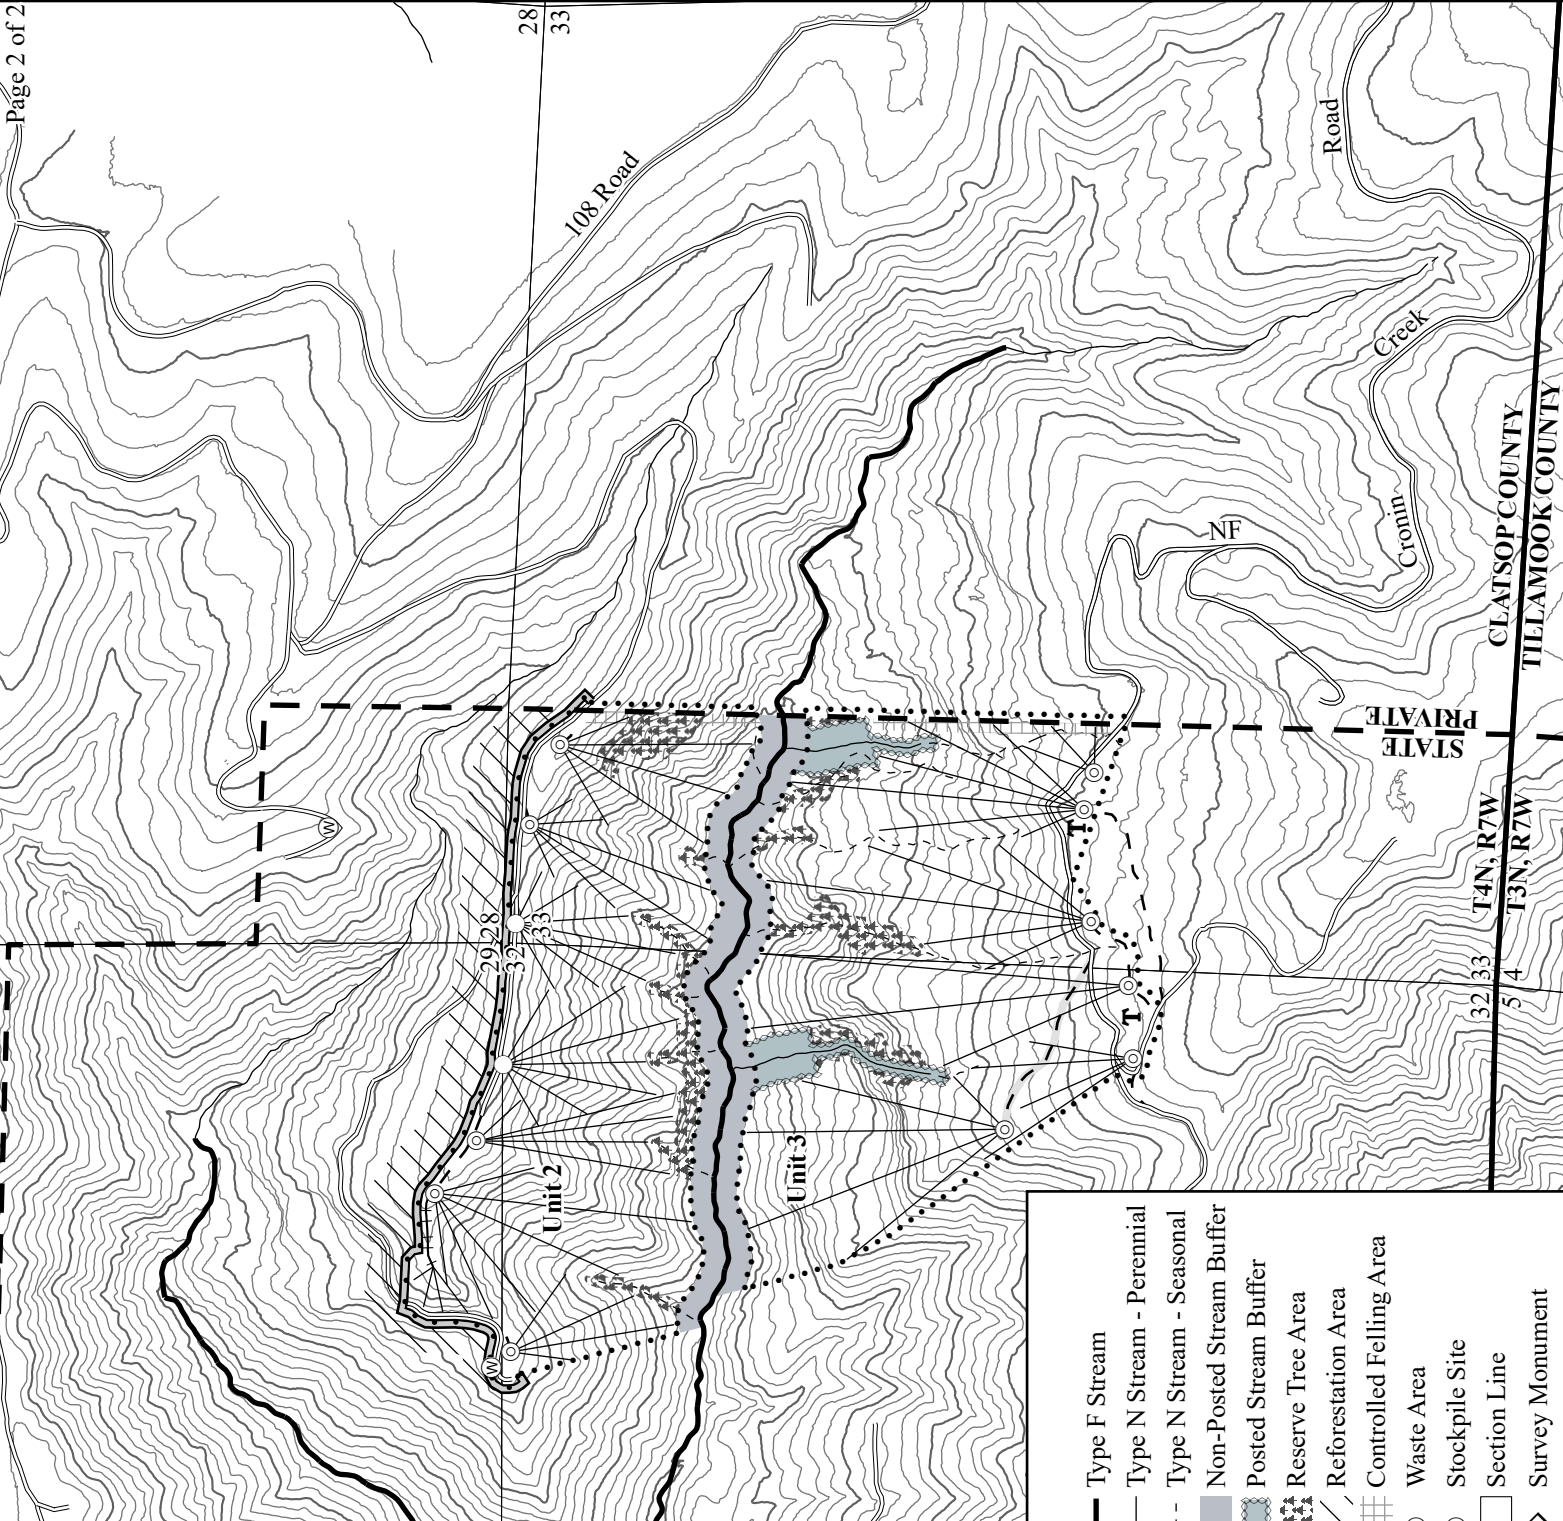 Page 2 of 2
28
33
108 Road
Road
Creek
Cronin
NF
CLATSOP COUNTY
TILLAMOOK COUNTY
PRIVATE
STATE
W
29 28
32 33
T
T
T4N, R7W
T3N, R7W
32 33
5 4
W
Unit 2
Unit 3
Type F Stream
Type N Stream - Perennial
Type N Stream - Seasonal
Non-Posted Stream Buffer
Posted Stream Buffer
Reserve Tree Area
Reforestation Area
Controlled Felling Area
Waste Area
Stockpile Site
Section Line
Survey Monument